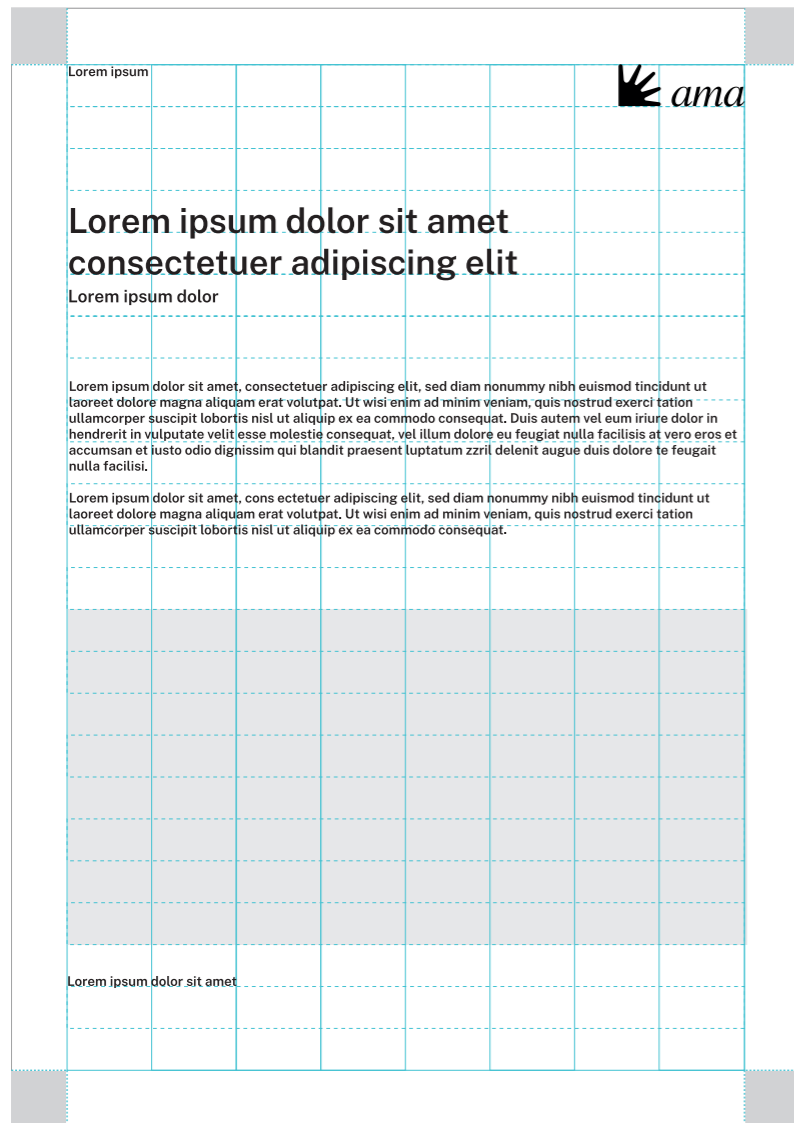 Lorem ipsum
ama
Lorem ipsum dolor sit amet
consectetuer adipiscing elit
Lorem ipsum dolor
Lorem ipsum dolor sit amet, consectetuer adipiscing elit, sed diam nonummy nibh euismod tincidunt ut
laoreet dolore magna aliquam erat volutpat. Ut wisi enim ad minim veniam, quis nostrud exerci tation
ullamcorper suscipit lobortis nisl ut aliquip ex ea commodo consequat. Duis autem vel eum iriure dolor in
hendrerit in vulputate velit esse molestie consequat, vel illum dolore eu feugiat nulla facilisis at vero eros et
accumsan et iusto odio dignissim qui blandit praesent luptatum zzril delenit augue duis dolore te feugait
nulla facilisi.
Lorem ipsum dolor sit amet, cons ectetuer adipiscing elit, sed diam nonummy nibh euismod tincidunt ut
laoreet dolore magna aliquam erat volutpat. Ut wisi enim ad minim veniam, quis nostrud exerci tation
ullamcorper suscipit lobortis nisl ut aliquip ex ea commodo consequat.
Lorem ipsum dolor sit amet